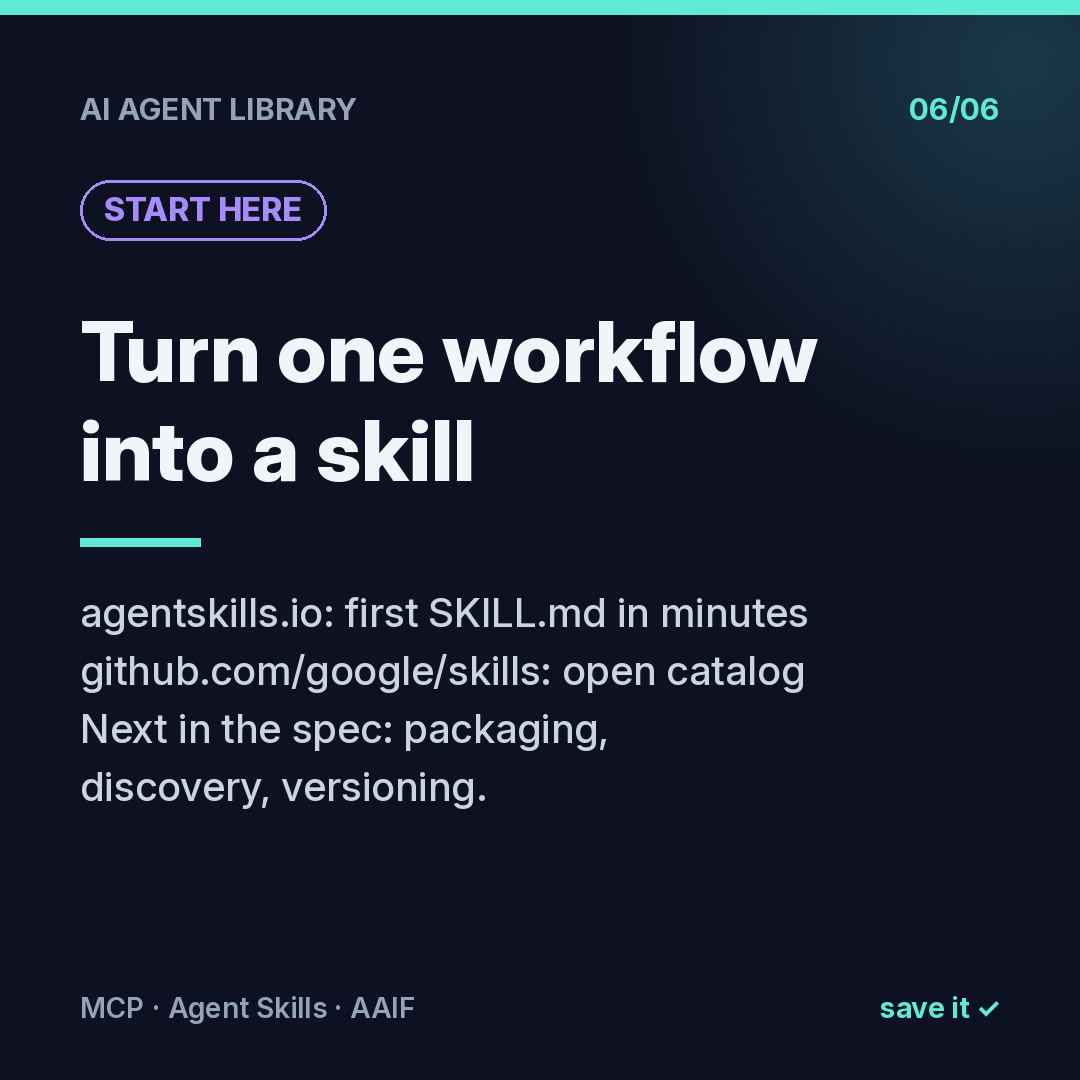 AI AGENT LIBRARY
06/06
START HERE
Turn one workflow
into a skill
agentskills.io: first SKILL.md in minutes
github.com/google/skills: open catalog
Next in the spec: packaging,
discovery, versioning.
MCP · Agent Skills · AAIF
save it ✓